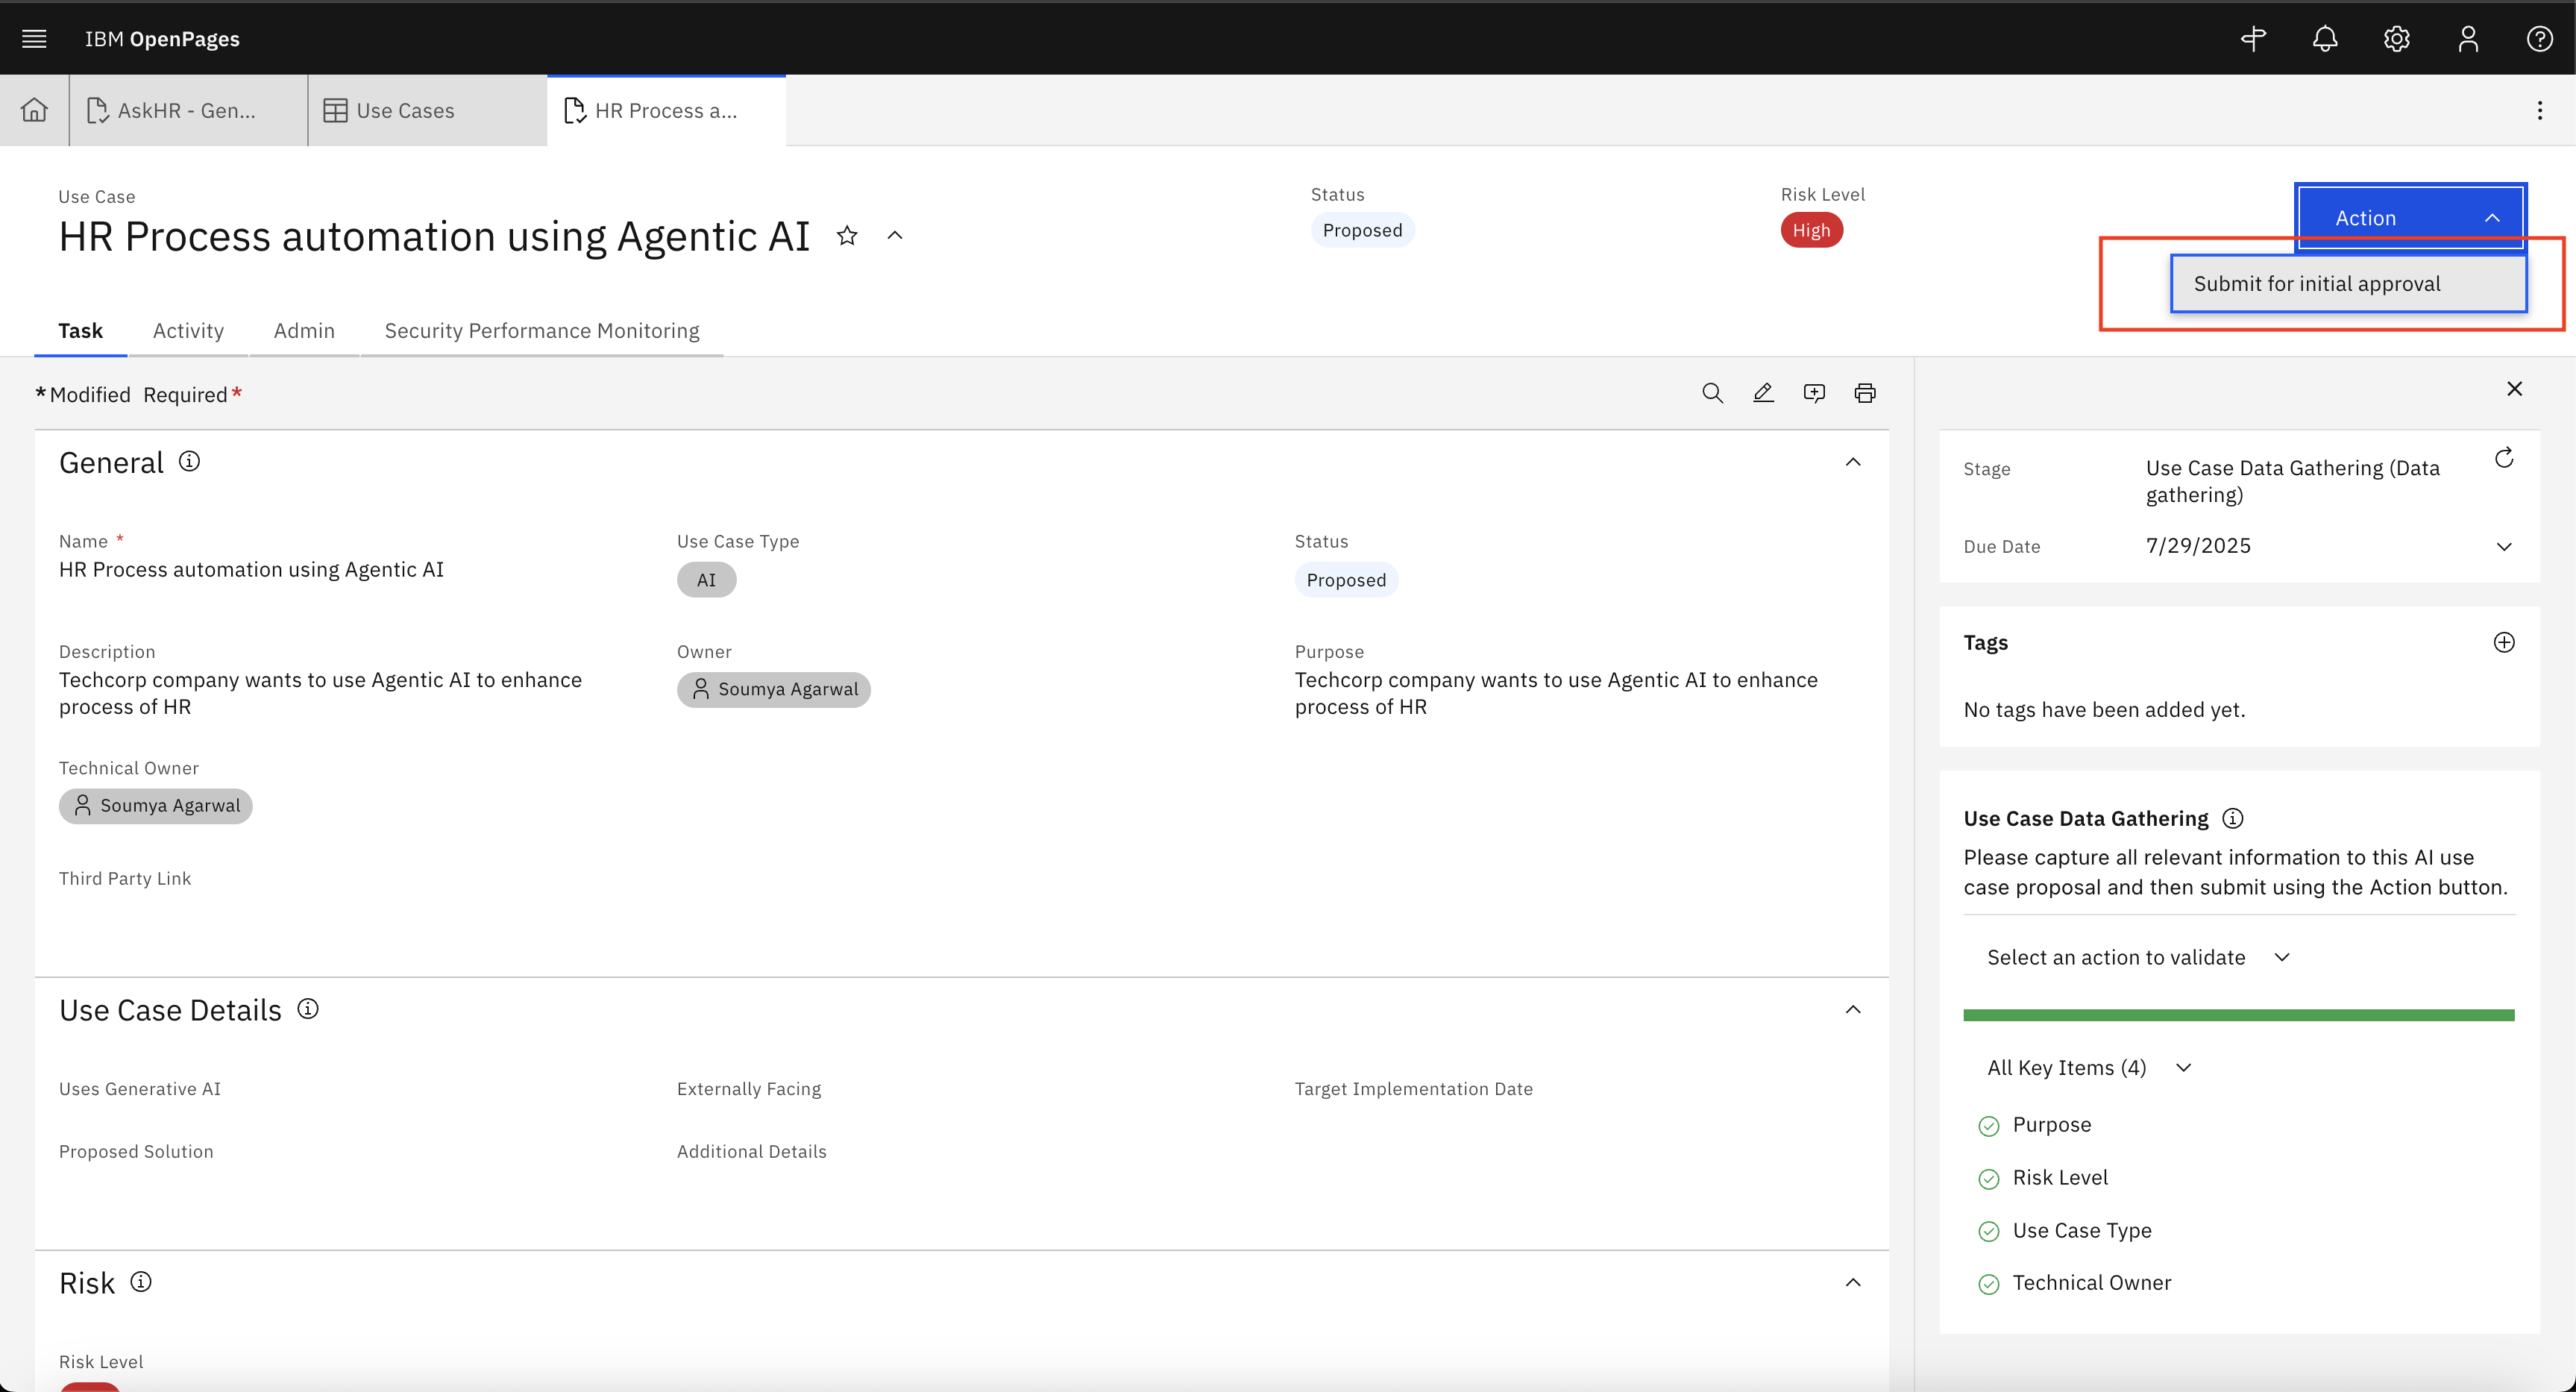 IBM OpenPages
AskHR - Gen...
Use Cases
HR Process a...
Use Case
HR Process automation using Agentic AI
Status
Proposed
Risk Level
High
Action
Submit for initial approval
Task
Activity
Admin
Security Performance Monitoring
*Modified Required*
General
Name *
HR Process automation using Agentic AI
Use Case Type
AI
Status
Proposed
Description
Techcorp company wants to use Agentic AI to enhance
process of HR
Owner
Soumya Agarwal
Purpose
Techcorp company wants to use Agentic AI to enhance
process of HR
Technical Owner
Soumya Agarwal
Third Party Link
Use Case Details
Uses Generative AI
Externally Facing
Target Implementation Date
Proposed Solution
Additional Details
Risk
Risk Level
Stage
Use Case Data Gathering (Data
gathering)
Due Date
7/29/2025
Tags
No tags have been added yet.
Use Case Data Gathering
Please capture all relevant information to this AI use
case proposal and then submit using the Action button.
Select an action to validate
All Key Items (4)
Purpose
Risk Level
Use Case Type
Technical Owner